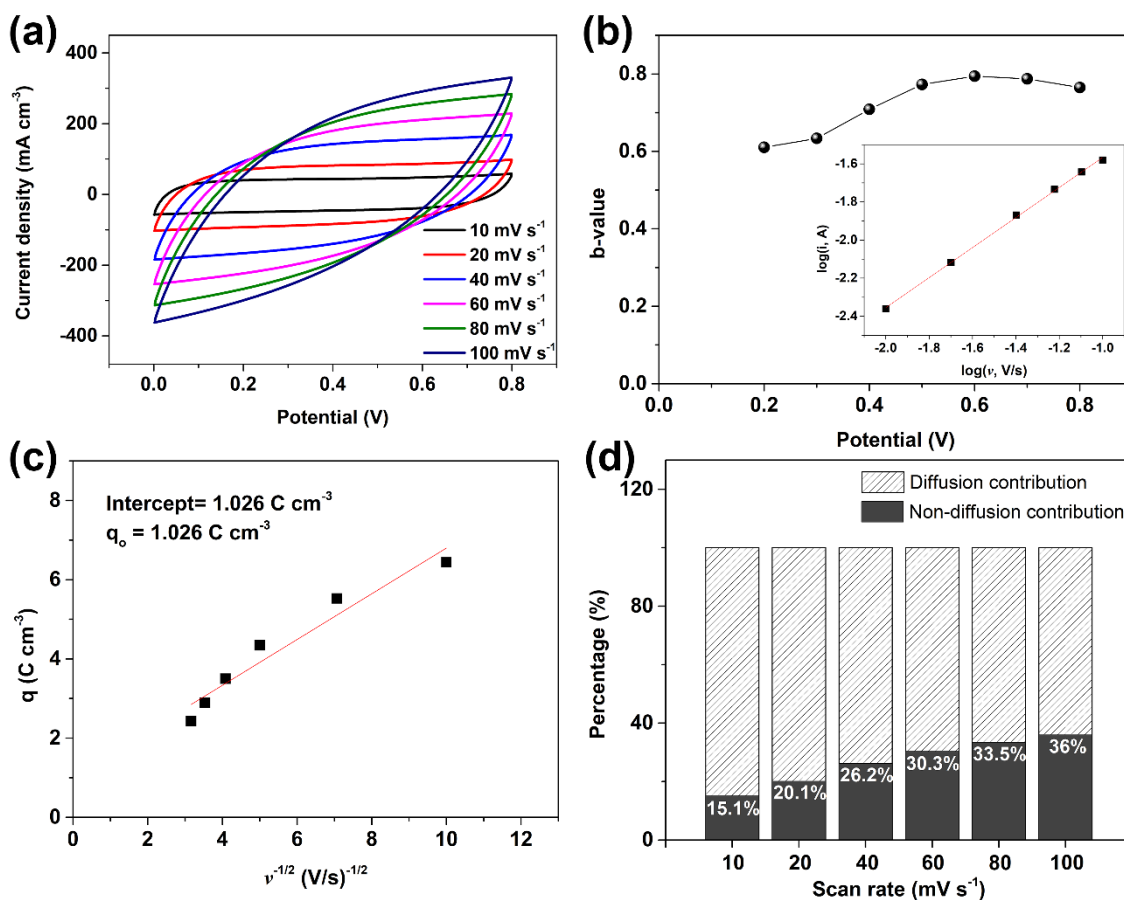 (a)
400
200
0
-200
-400
Current density (mA cm⁻³)
0.0 0.2 0.4 0.6 0.8
Potential (V)
10 mV s⁻¹
20 mV s⁻¹
40 mV s⁻¹
60 mV s⁻¹
80 mV s⁻¹
100 mV s⁻¹
(b)
1.0
0.8
0.6
0.4
0.2
0.0
b-value
0.0 0.2 0.4 0.6 0.8
Potential (V)
-1.6
-1.8
-2.0
-2.2
-2.4
log(i, A)
-2.0 -1.8 -1.6 -1.4 -1.2 -1.0
log(v, V/s)
(c)
Intercept= 1.026 C cm⁻³
qₒ = 1.026 C cm⁻³
8
6
4
2
0
q (C cm⁻³)
2 4 6 8 10 12
v⁻¹/² (V/s)⁻¹/²
(d)
Diffusion contribution
Non-diffusion contribution
120
80
40
0
Percentage (%)
15.1% 20.1% 26.2% 30.3% 33.5% 36%
10 20 40 60 80 100
Scan rate (mV s⁻¹)